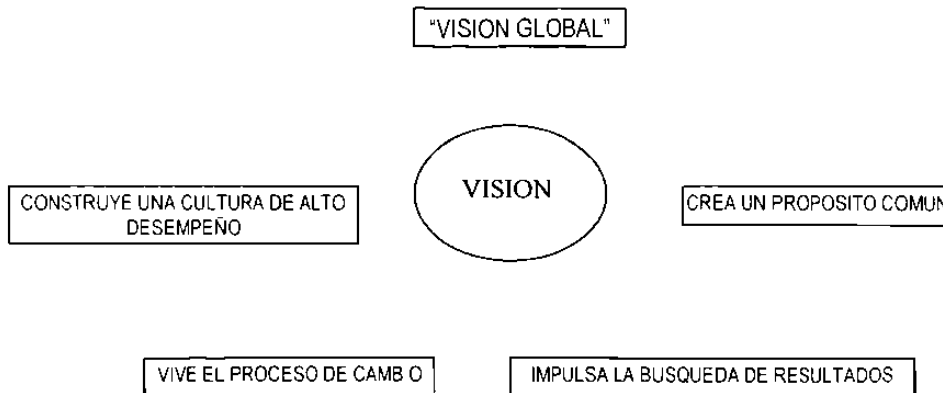 "VISION GLOBAL"
VISION
CONSTRUYE UNA CULTURA DE ALTO
DESEMPEÑO
CREA UN PROPOSITO COMUN
VIVE EL PROCESO DE CAMB O
IMPULSA LA BUSQUEDA DE RESULTADOS